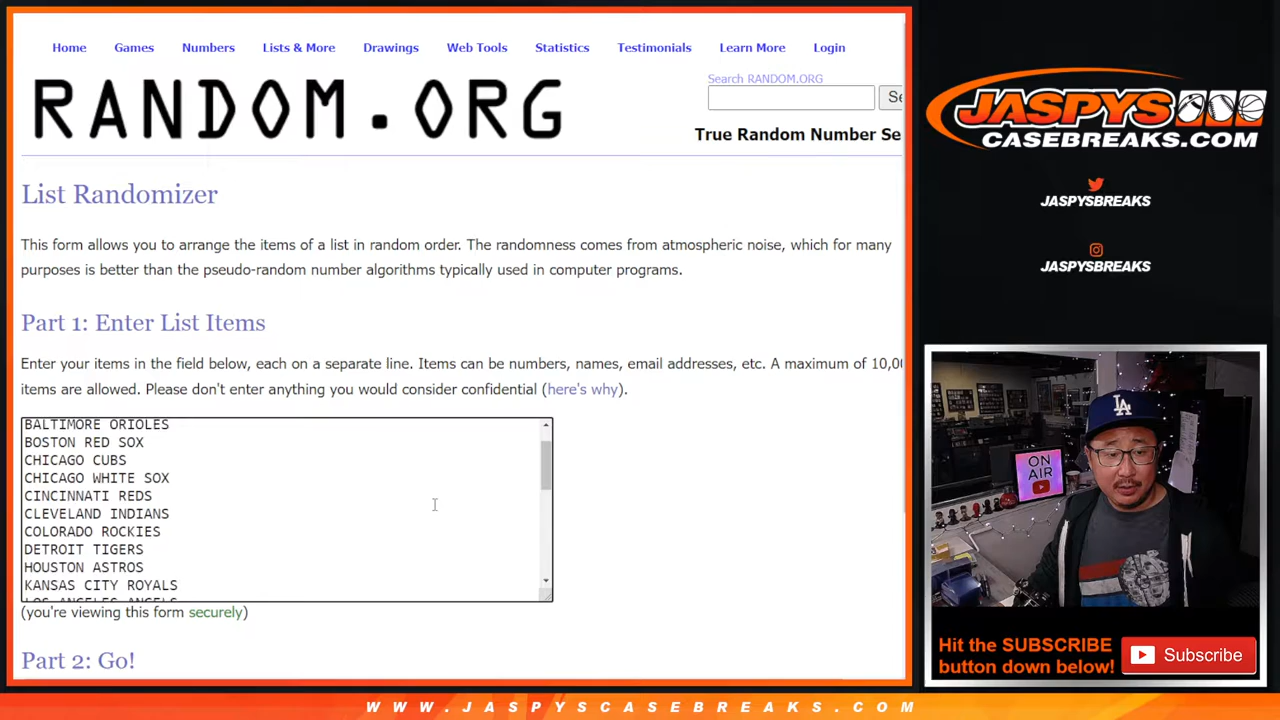 Home Games Numbers Lists & More Drawings Web Tools Statistics Testimonials Learn More Login
RANDOM.ORG
Search RANDOM.ORG
Se
True Random Number Se
List Randomizer
This form allows you to arrange the items of a list in random order. The randomness comes from atmospheric noise, which for many
purposes is better than the pseudo-random number algorithms typically used in computer programs.
Part 1: Enter List Items
Enter your items in the field below, each on a separate line. Items can be numbers, names, email addresses, etc. A maximum of 10,00
items are allowed. Please don't enter anything you would consider confidential (here's why).
BALTIMORE ORIOLES
BOSTON RED SOX
CHICAGO CUBS
CHICAGO WHITE SOX
CINCINNATI REDS
CLEVELAND INDIANS
COLORADO ROCKIES
DETROIT TIGERS
HOUSTON ASTROS
KANSAS CITY ROYALS
LOS ANGELES ANGELS
(you're viewing this form securely)
Part 2: Go!
JASPYS
CASEBREAKS.COM
JASPYSBREAKS
JASPYSBREAKS
LA
ON
AIR
Hit the SUBSCRIBE
button down below!
Subscribe
WWW.JASPYSCASEBREAKS.COM